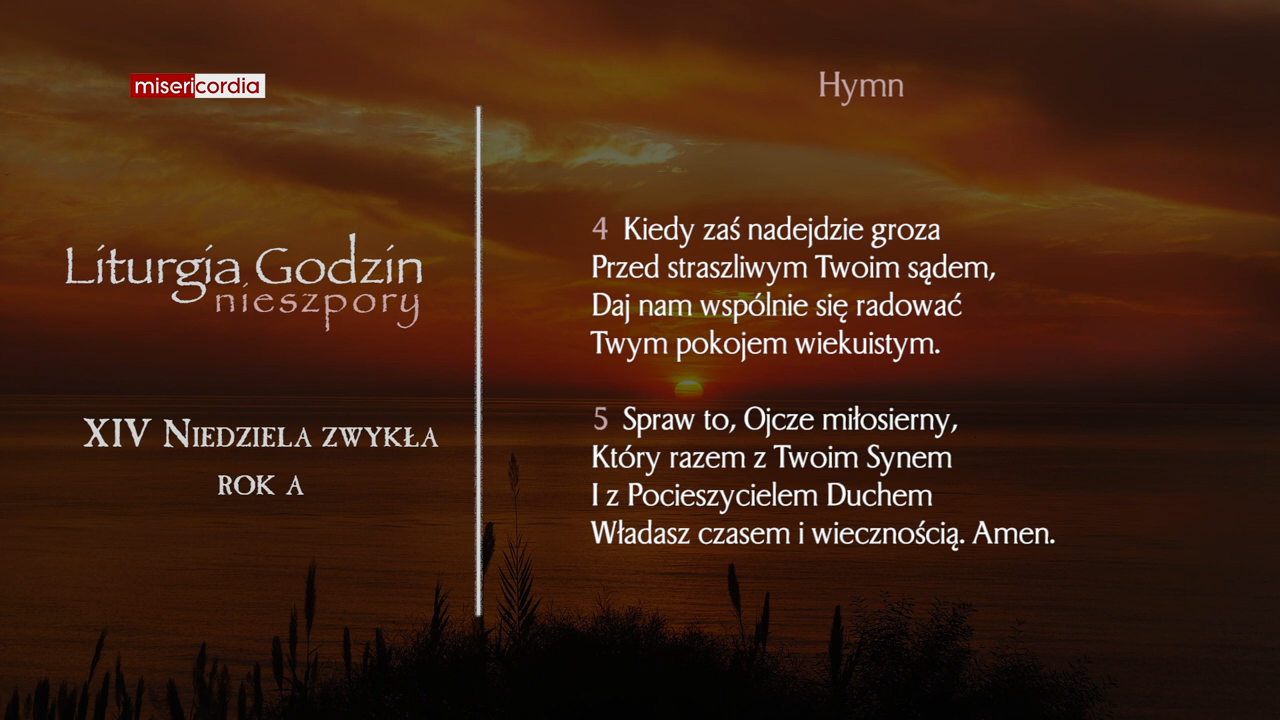 misericordia
Liturgia Godzin
nieszpory
XIV Niedziela zwykła
rok A
Hymn
4 Kiedy zaś nadejdzie groza
Przed straszliwym Twoim sądem,
Daj nam wspólnie się radować
Twym pokojem wiekuistym.
5 Spraw to, Ojcze miłosierny,
Który razem z Twoim Synem
I z Pocieszycielem Duchem
Władasz czasem i wiecznością. Amen.